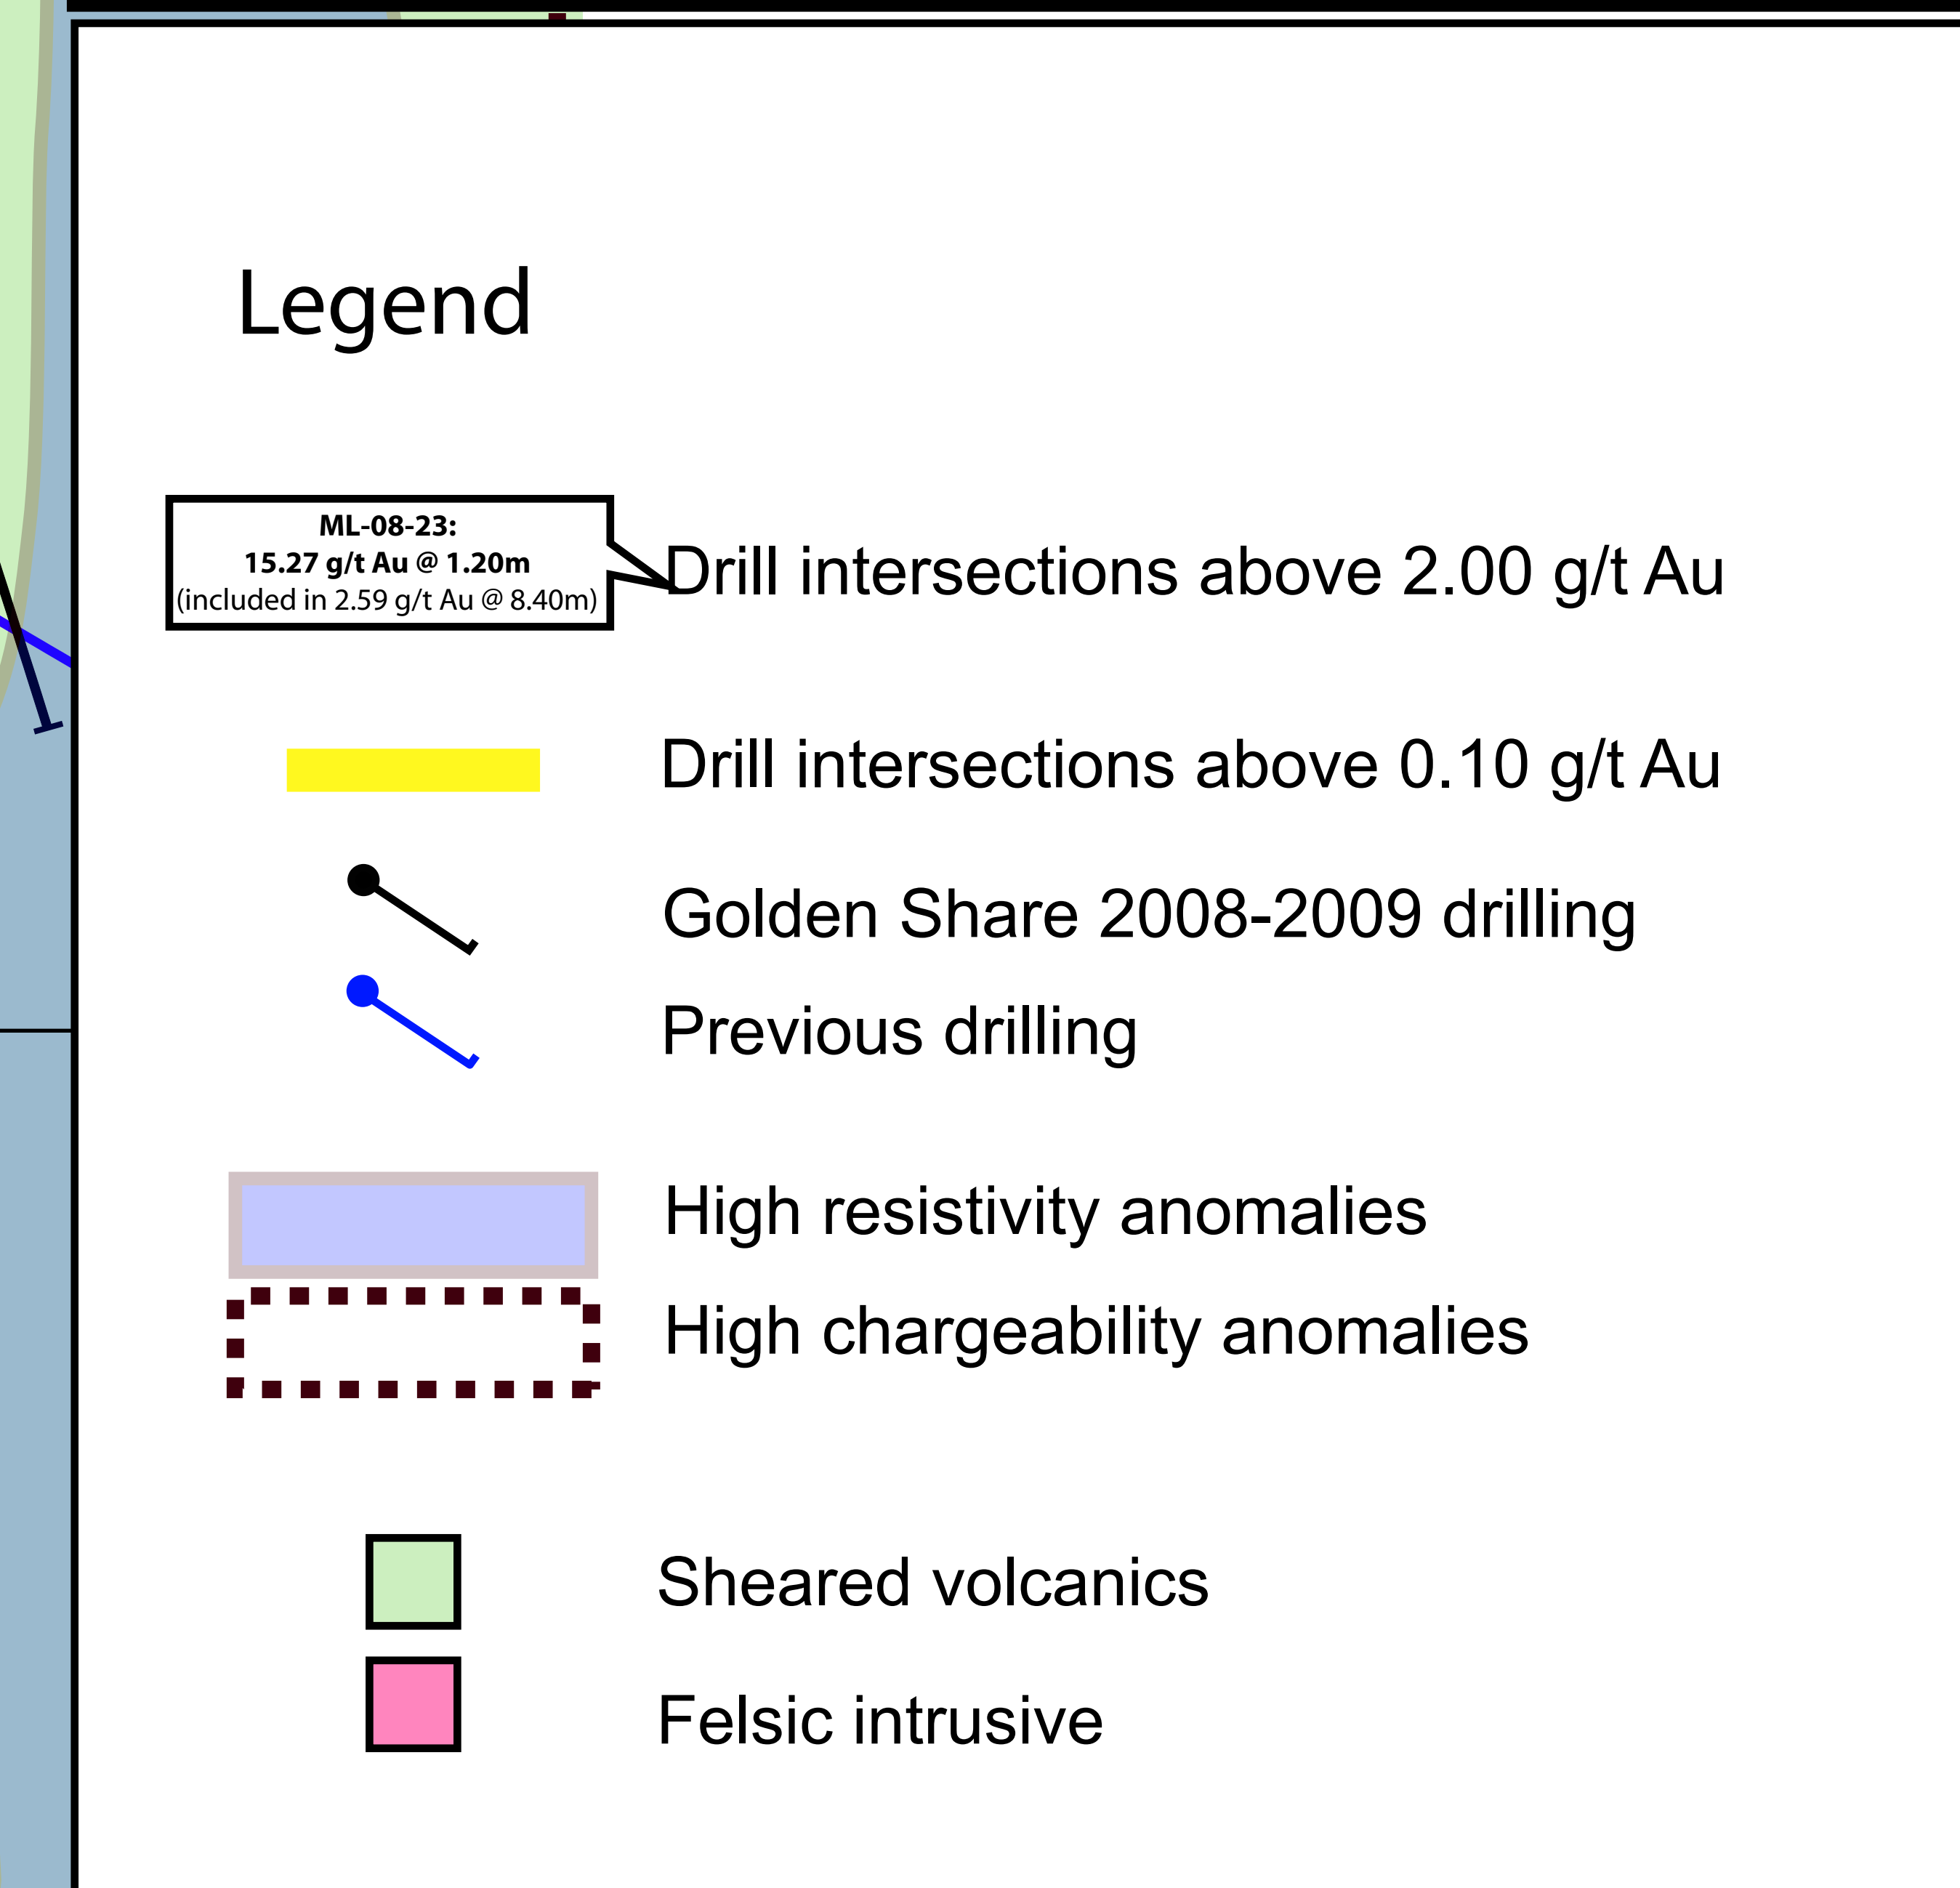 Legend
ML-08-23:
15.27 g/t Au @ 1.20m
(included in 2.59 g/t Au @ 8.40m)
Drill intersections above 2.00 g/t Au
Drill intersections above 0.10 g/t Au
Golden Share 2008-2009 drilling
Previous drilling
High resistivity anomalies
High chargeability anomalies
Sheared volcanics
Felsic intrusive